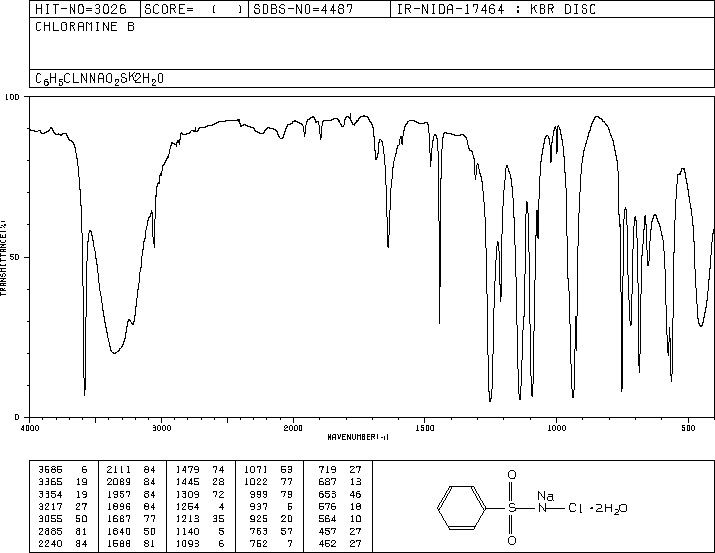 HIT-NO=3026 SCORE= ( ) SDBS-NO=4487 IR-NIDA-17464 : KBR DISC
CHLORAMINE B
C6H5CLNNAO2S*2H2O
100
TRANSMITTANCE(%)
50
0
4000 3000 2000 1500 1000 500
WAVENUMBER(-1)
3585 6 2111 84 1479 74 1071 53 719 27
3365 19 2089 84 1445 28 1022 77 687 13
3354 19 1957 84 1309 72 999 79 653 46
3217 27 1896 84 1254 4 937 5 576 18
3055 50 1687 77 1213 35 925 20 564 10
2885 81 1640 50 1140 5 763 57 457 27
2240 84 1588 81 1093 6 752 7 452 27
O
Na
S N Cl ·2H2O
O